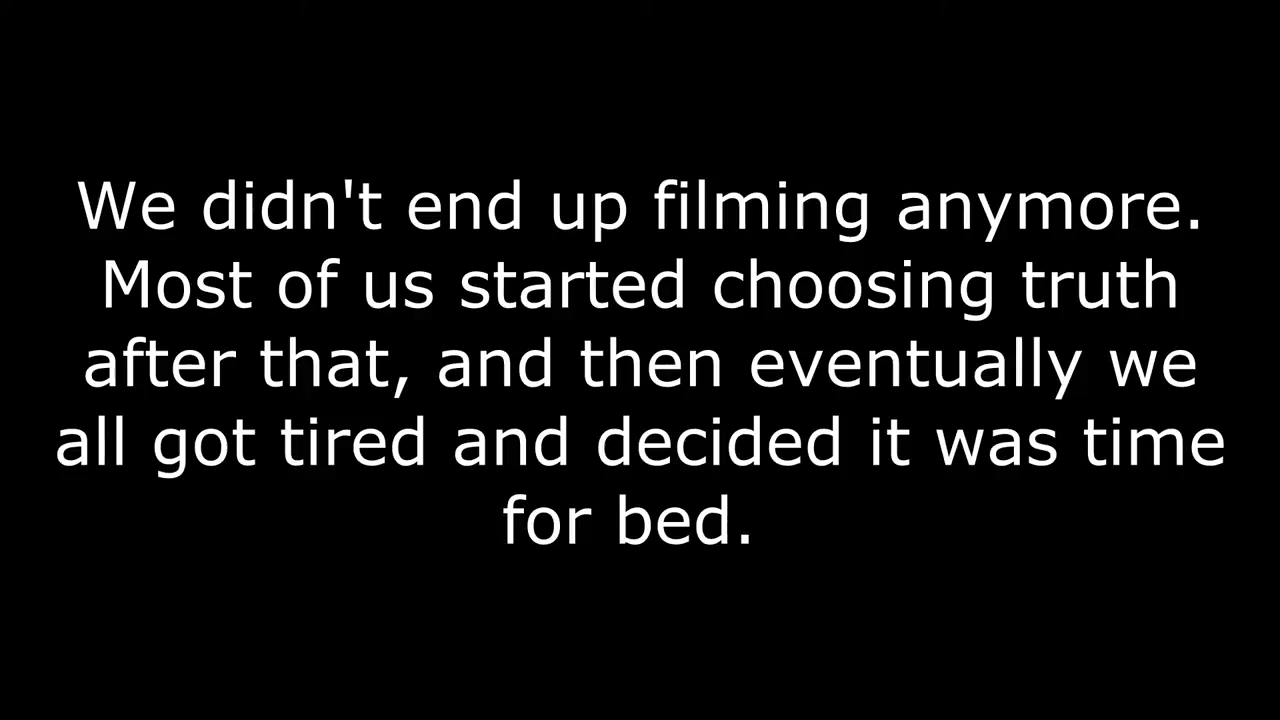 We didn't end up filming anymore.
Most of us started choosing truth
after that, and then eventually we
all got tired and decided it was time
for bed.